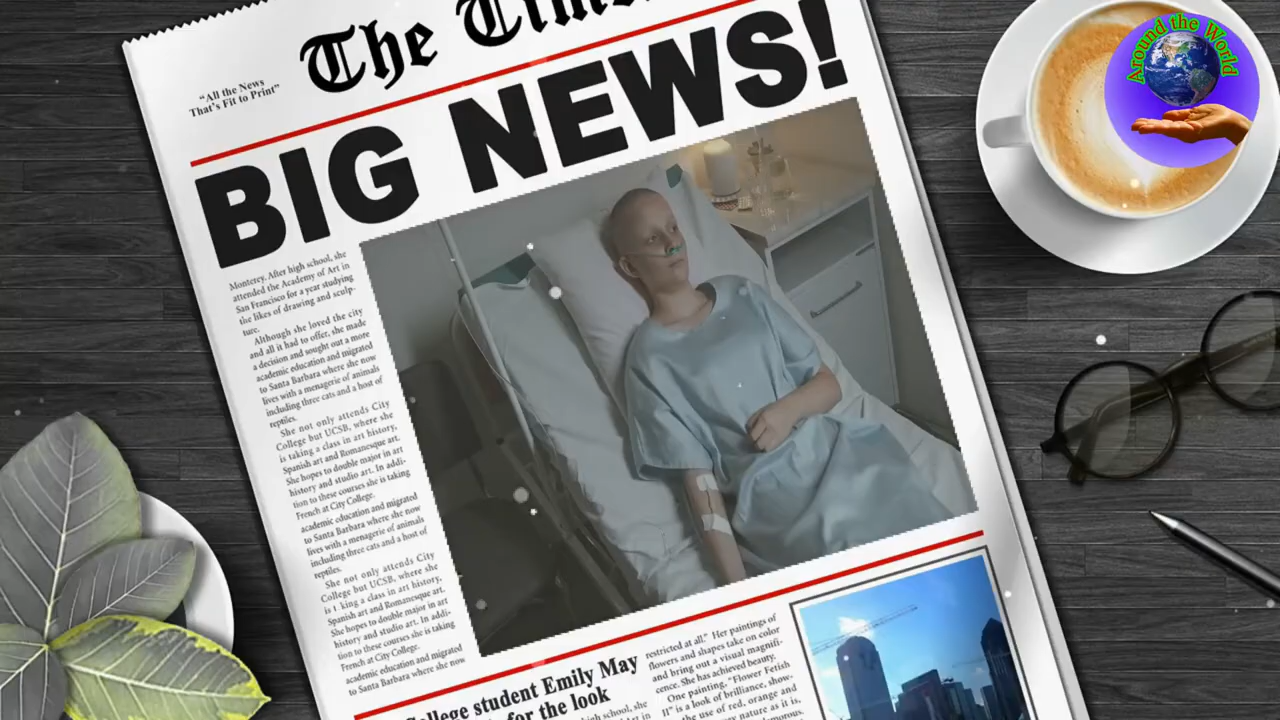 The Times
BIG NEWS!
“All the News
That’s Fit to Print”
Around the World
Monterey. After high school, she
attended the Academy of Art in
San Francisco for a year studying
the likes of drawing and sculp-
ture.
Although she loved the city
and all it had to offer, she made
a decision and sought out a more
academic education and migrated
to Santa Barbara where she now
lives with a menagerie of animals
including three cats and a host of
reptiles.
She not only attends City
College but UCSB, where she
is taking a class in art history,
Spanish art and Romanesque art.
She hopes to double major in art
history and studio art. In addi-
tion to these courses she is taking
French at City College.
academic education and migrated
to Santa Barbara where she now
lives with a menagerie of animals
including three cats and a host of
reptiles.
She not only attends City
College but UCSB, where she
is t king a class in art history,
Spanish art and Romanesque art.
She hopes to double major in art
history and studio art. In addi-
tion to these courses she is taking
French at City College.
academic education and migrated
to Santa Barbara where she now
College student Emily May
for the look
restricted at all.” Her paintings of
flowers and shapes take on color
and bring out a visual magnifi-
cence. She has achieved beauty.
One painting, “Flower Fetish
II” is a look of brilliance, show-
the use of red, orange and
nature as it is,